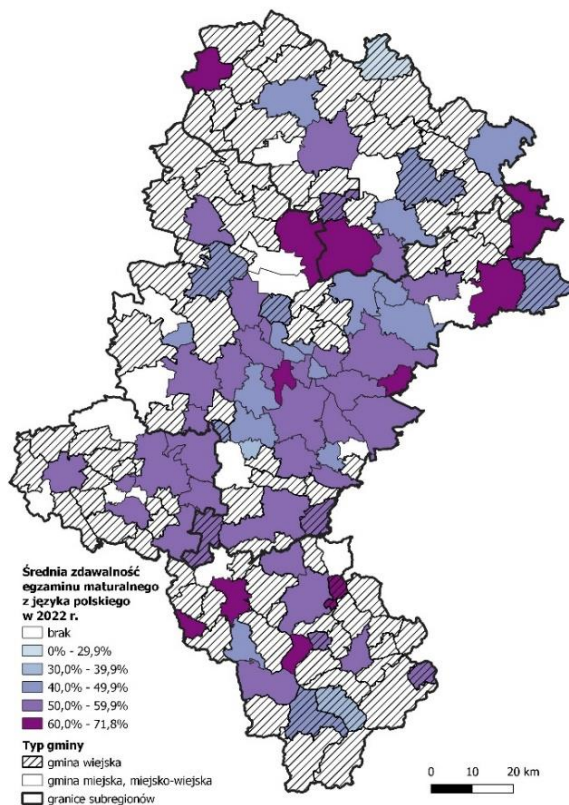 Średnia zdawalność
egzaminu maturalnego
z języka polskiego
w 2022 r.
brak
0% - 29,9%
30,0% - 39,9%
40,0% - 49,9%
50,0% - 59,9%
60,0% - 71,8%
Typ gminy
gmina wiejska
gmina miejska, miejsko-wiejska
granice subregionów
0 10 20 km